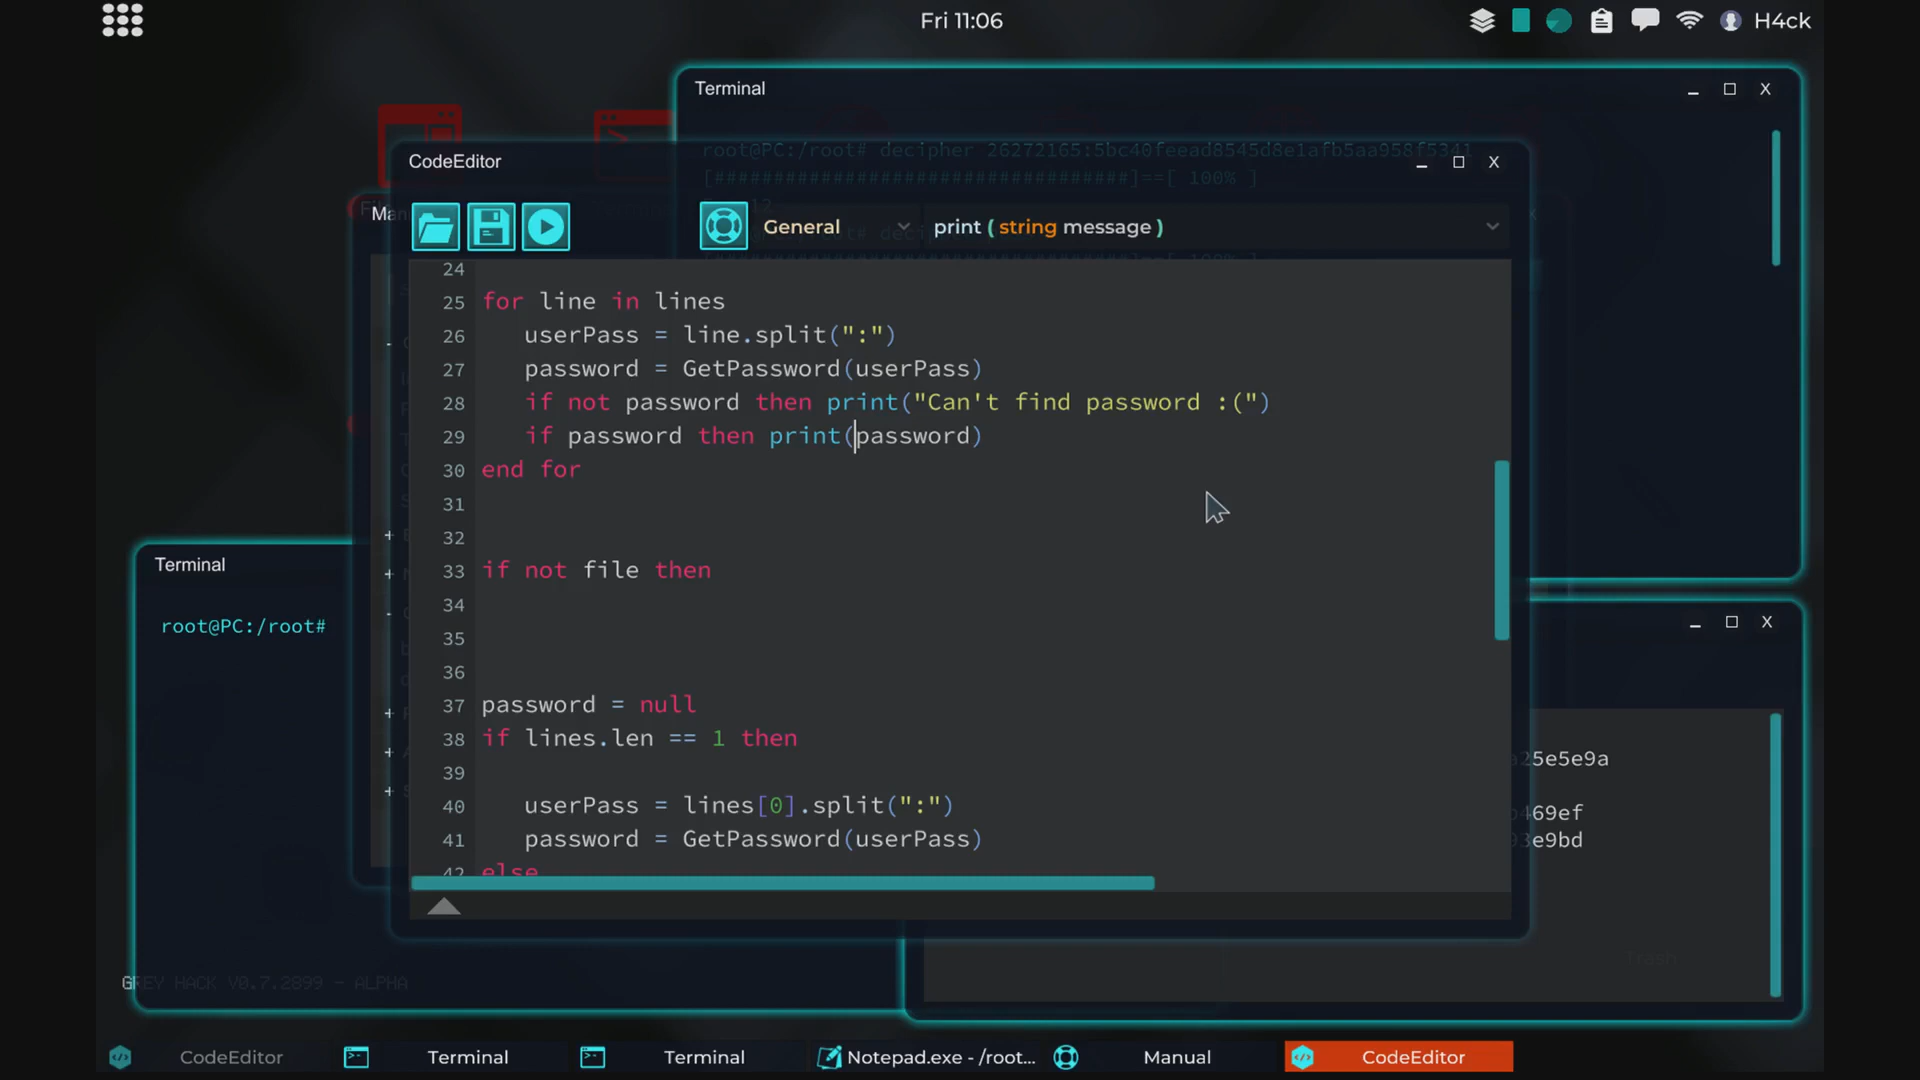 Fri 11:06
H4ck
Terminal
root@PC:/root# decipher 26272165:5bc40feead8545d8e1afb5aa958f5341
[####################################]==[ 100% ]
CodeEditor
Man
General
print ( string message )
24
25 for line in lines
26 userPass = line.split(":")
27 password = GetPassword(userPass)
28 if not password then print("Can't find password :(")
29 if password then print(password)
30 end for
31
32
33 if not file then
34
35
36
37 password = null
38 if lines.len == 1 then
39
40 userPass = lines[0].split(":")
41 password = GetPassword(userPass)
42 else
Terminal
root@PC:/root#
25e5e9a
469ef
3e9bd
Trash
GREY HACK V0.7.2899 - ALPHA
CodeEditor
Terminal
Terminal
Notepad.exe - /root...
Manual
CodeEditor